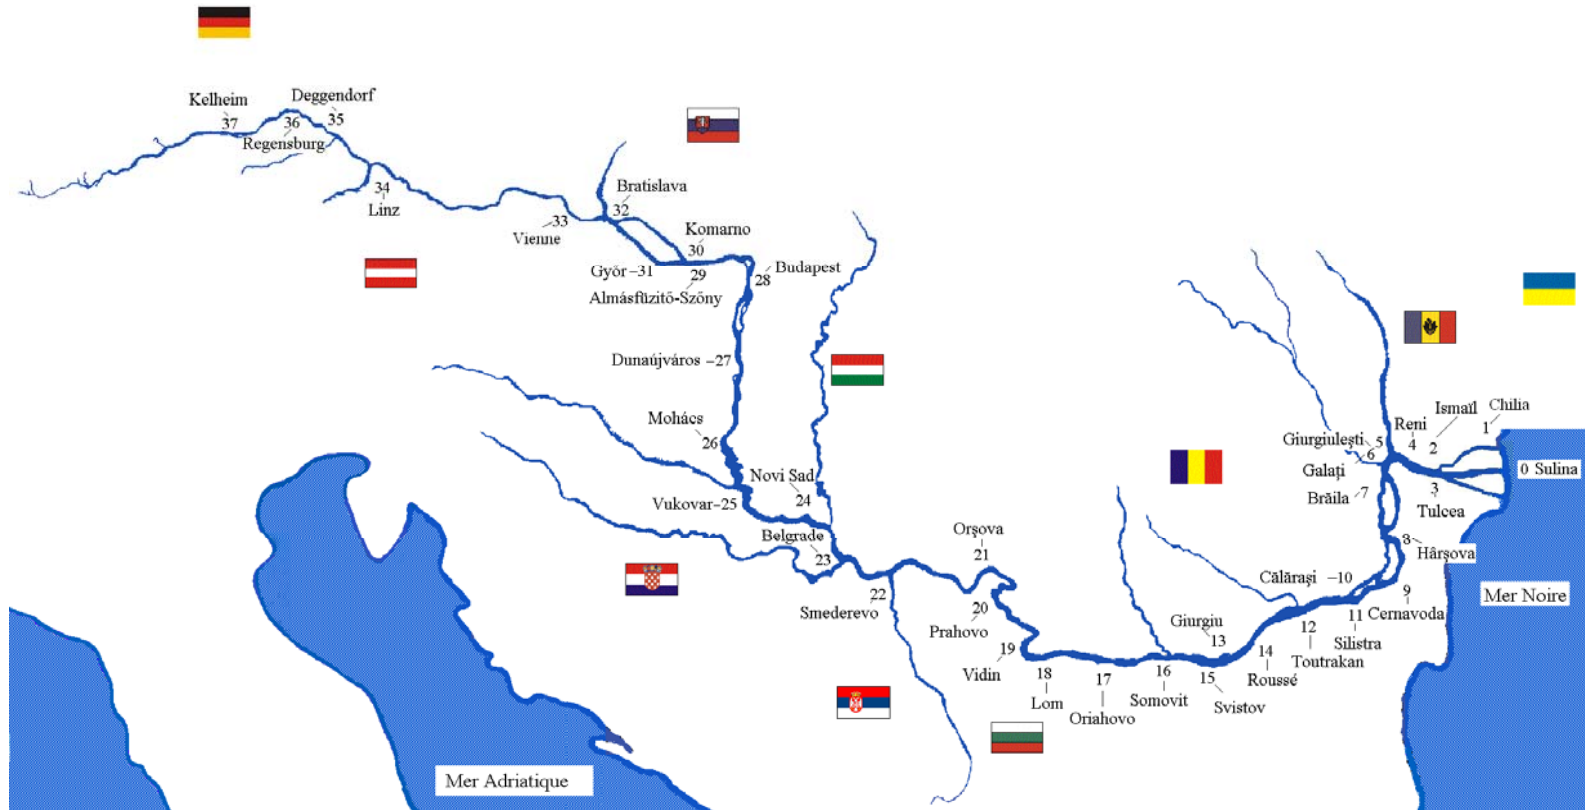 Kelheim
37
36
Regensburg
Deggendorf
35
34
Linz
Vienne
33
Bratislava
32
Komarno
30
Győr –31
29
Almásfüzitő-Szőny
28
Budapest
Dunaújváros –27
Mohács
26
Vukovar–25
Novi Sad
24
Belgrade
23
22
Smederevo
Orşova
21
20
Prahovo
19
Vidin
18
Lom
17
Oriahovo
16
Somovit
15
Svistov
14
Roussé
Giurgiu
13
12
Toutrakan
11
Silistra
Călăraşi –10
9
Cernavoda
8
Hârşova
Brăila
7
Galaţi
6
Giurgiuleşti
5
Reni
4
Ismaïl
2
Chilia
1
3
Tulcea
0 Sulina
Mer Noire
Mer Adriatique